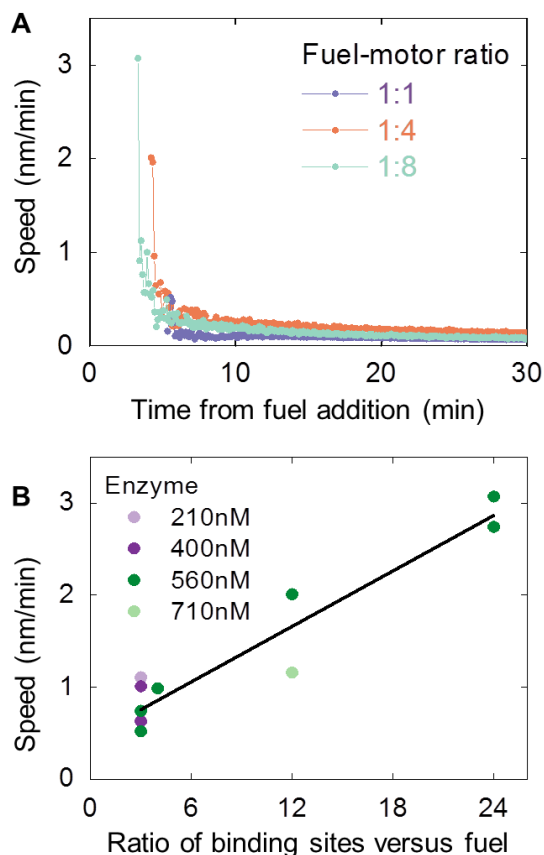 A
Fuel-motor ratio
1:1
1:4
1:8
3
2
1
0
Speed (nm/min)
0
10
20
30
Time from fuel addition (min)
B
Enzyme
210nM
400nM
560nM
710nM
3
2
1
0
Speed (nm/min)
0
6
12
18
24
Ratio of binding sites versus fuel